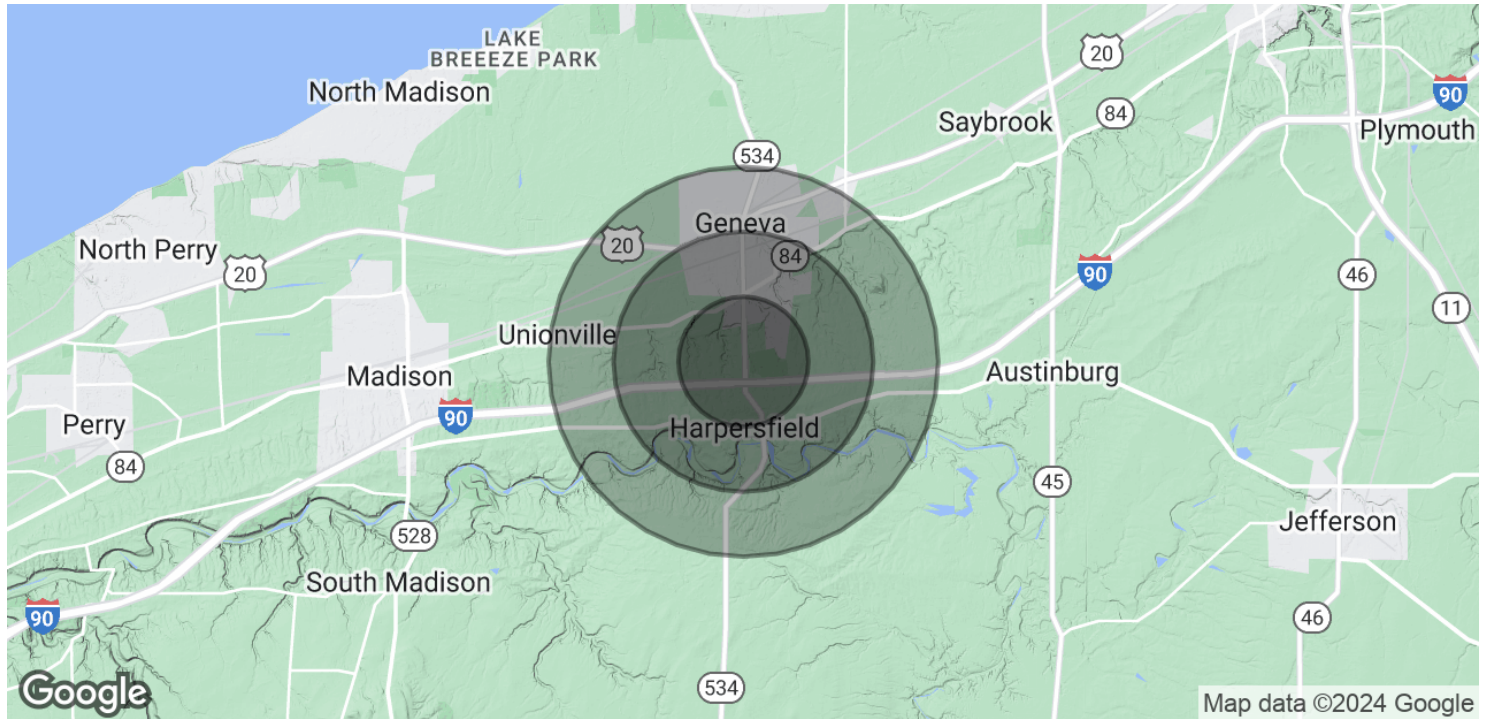 LAKE
BREEEZE PARK
20
North Madison
90
84
Saybrook
Plymouth
534
Geneva
20
North Perry
84
20
90
46
11
Unionville
Madison
Austinburg
90
Perry
Harpersfield
84
45
528
Jefferson
South Madison
90
46
534
Google
Map data ©2024 Google